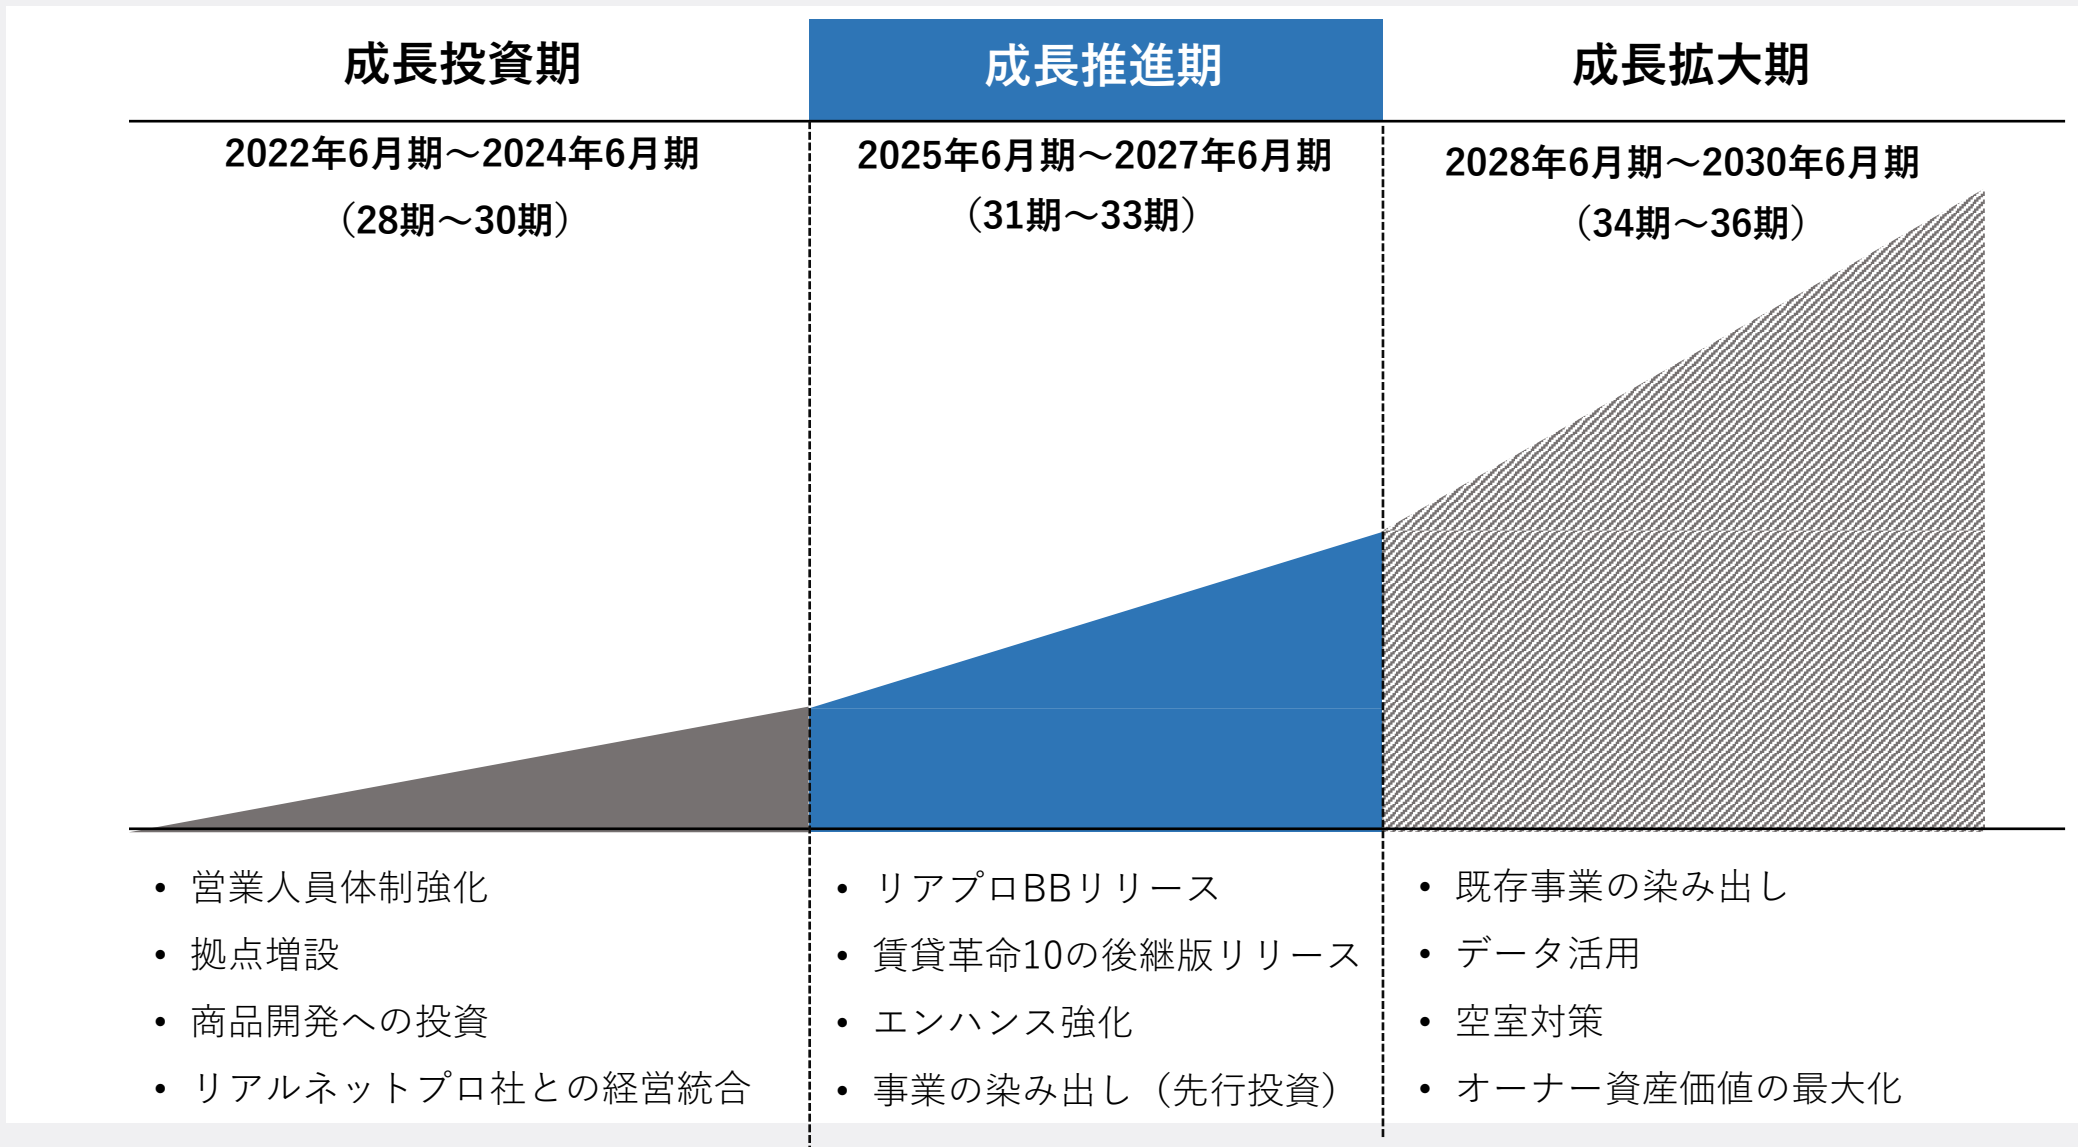 成長投資期
2022年6月期～2024年6月期
（28期～30期）
• 営業人員体制強化
• 拠点増設
• 商品開発への投資
• リアルネットプロ社との経営統合
成長推進期
2025年6月期～2027年6月期
（31期～33期）
• リアプロBBリリース
• 賃貸革命10の後継版リリース
• エンハンス強化
• 事業の染み出し（先行投資）
成長拡大期
2028年6月期～2030年6月期
（34期～36期）
• 既存事業の染み出し
• データ活用
• 空室対策
• オーナー資産価値の最大化